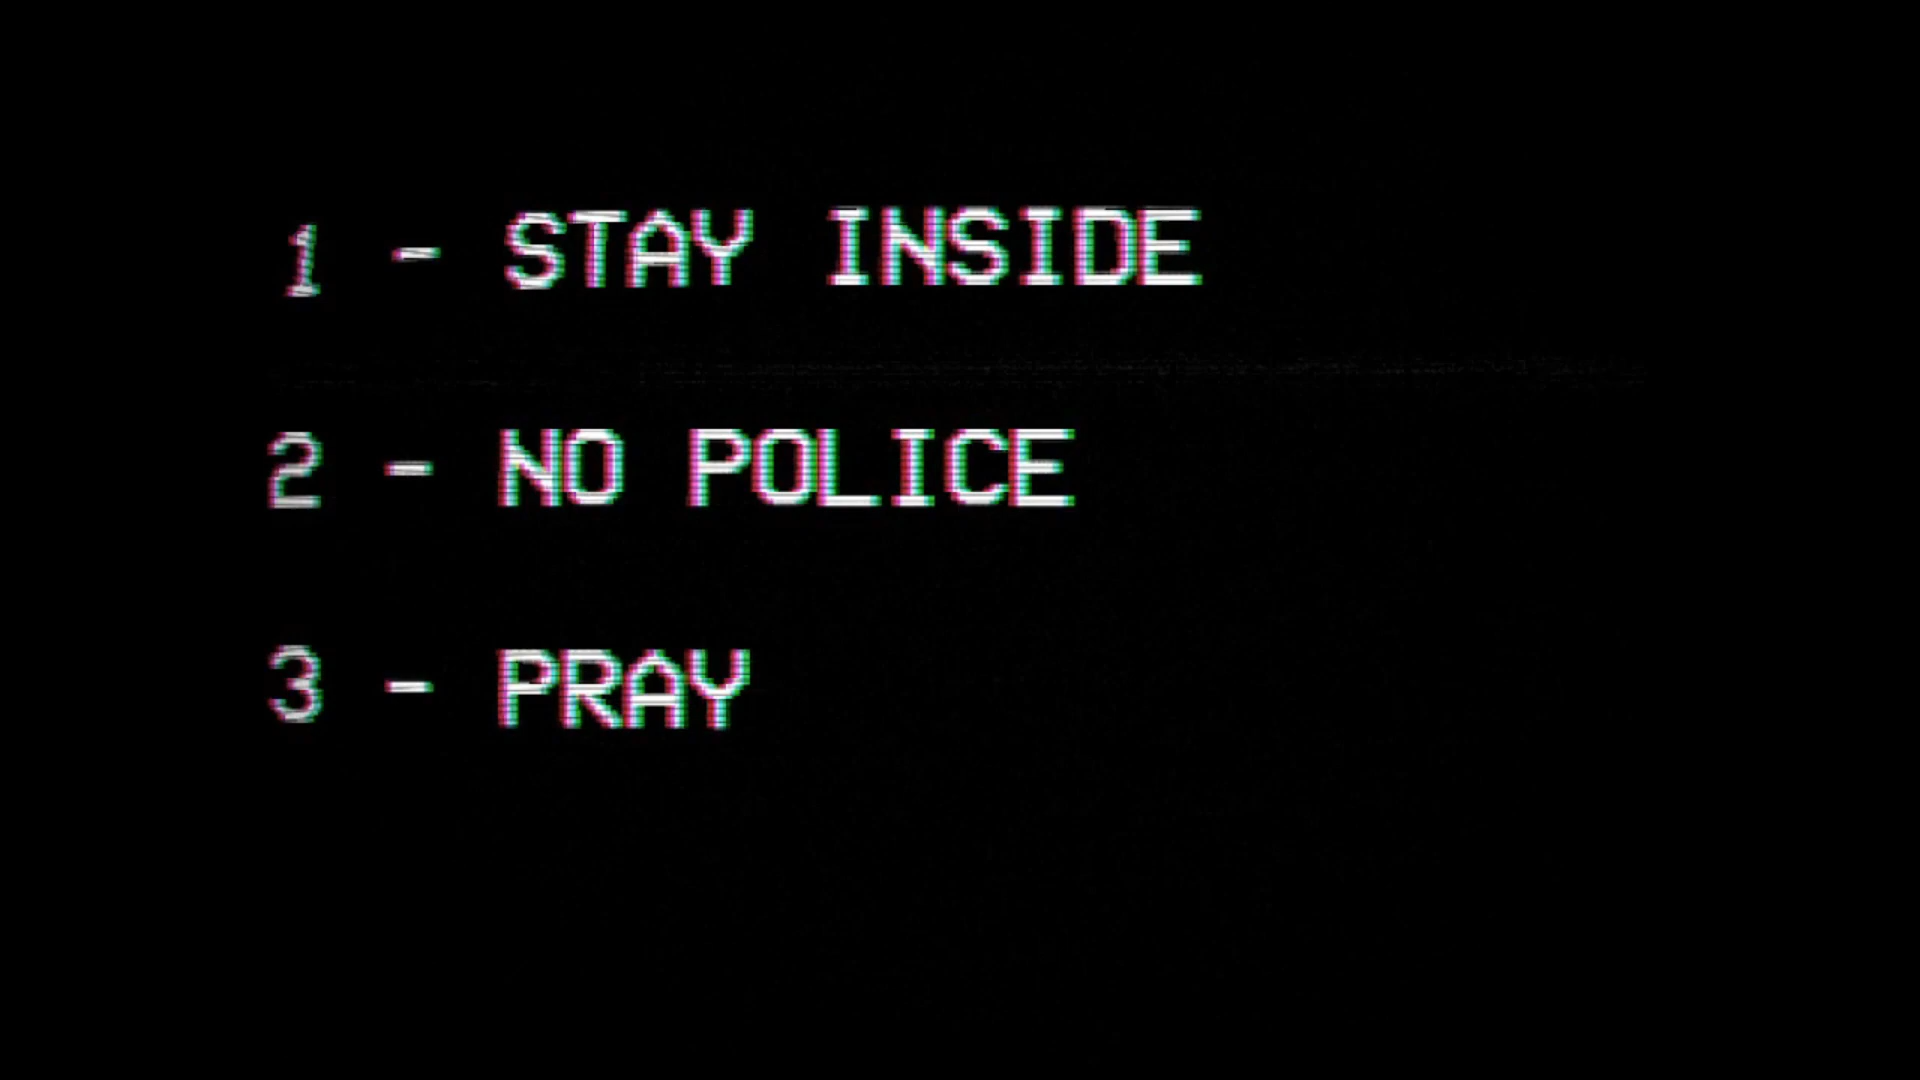 1 - STAY INSIDE
2 - NO POLICE
3 - PRAY